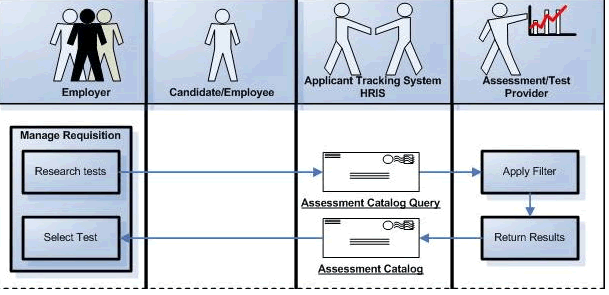 Employer
Candidate/Employee
Applicant Tracking System
HRIS
Assessment/Test
Provider
Manage Requisition
Research tests
Assessment Catalog Query
Apply Filter
Select Test
Assessment Catalog
Return Results